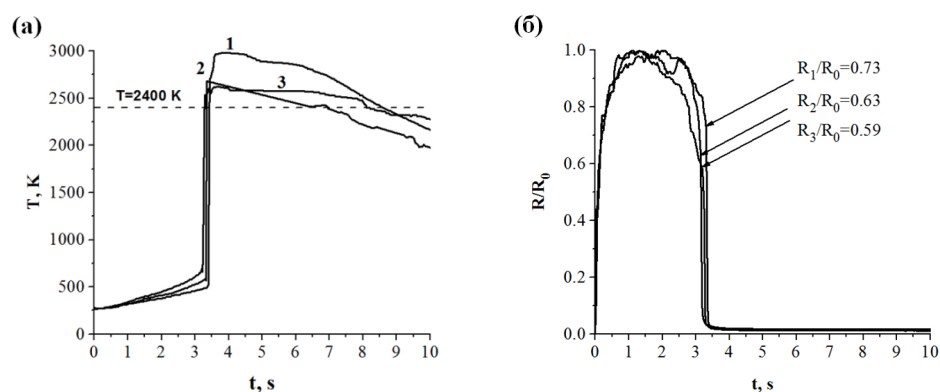 (а)
3000
2500
2000
1500
1000
500
0
T, K
T=2400 K
1
2
3
0 1 2 3 4 5 6 7 8 9 10
t, s
(б)
1.0
0.8
0.6
0.4
0.2
0.0
R/R₀
R₁/R₀=0.73
R₂/R₀=0.63
R₃/R₀=0.59
0 1 2 3 4 5 6 7 8 9 10
t, s